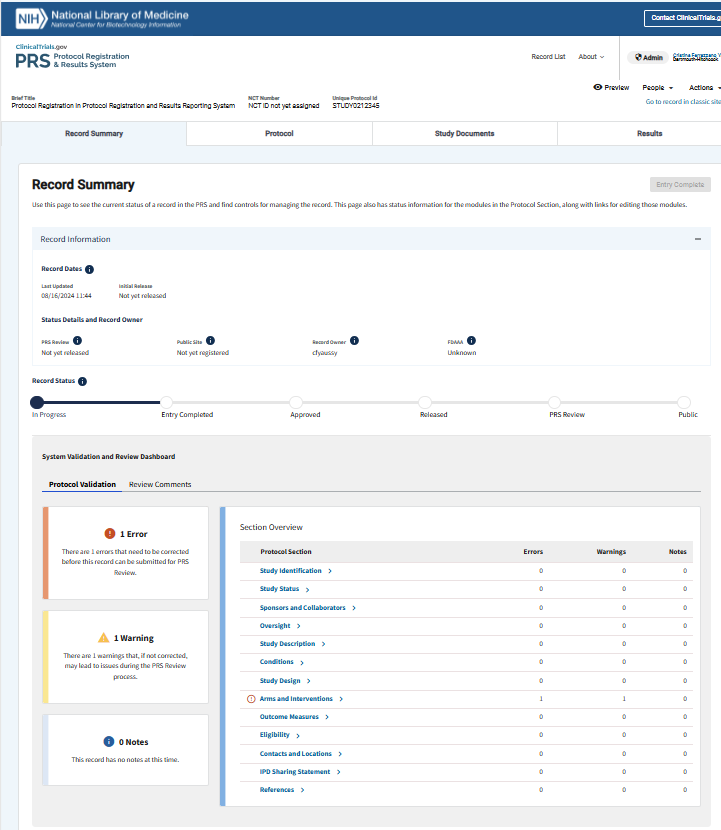 NIH National Library of Medicine
National Center for Biotechnology Information
Contact ClinicalTrials.g
ClinicalTrials.gov
PRS Protocol Registration
& Results System
Record List About
Admin
Dartmouth-Hitchcock
Preview People Actions
Go to record in classic site
Brief Title NCT Number Unique Protocol Id
Protocol Registration in Protocol Registration and Results Reporting System NCT ID not yet assigned STUDY0212345
Record Summary Protocol Study Documents Results
Record Summary
Entry Complete
Use this page to see the current status of a record in the PRS and find controls for managing the record. This page also has status information for the modules in the Protocol Section, along with links for editing those modules.
Record Information
Record Dates
Last Updated Initial Release
08/16/2024 11:44 Not yet released
Status Details and Record Owner
PRS Review Public Site Record Owner FDAAA
Not yet released Not yet registered cfyaussy Unknown
Record Status
In Progress Entry Completed Approved Released PRS Review Public
System Validation and Review Dashboard
Protocol Validation Review Comments
1 Error
There are 1 errors that need to be corrected
before this record can be submitted for PRS
Review.
1 Warning
There are 1 warnings that, if not corrected,
may lead to issues during the PRS Review
process.
0 Notes
This record has no notes at this time.
Section Overview
Protocol Section Errors Warnings Notes
Study Identification 0 0 0
Study Status 0 0 0
Sponsors and Collaborators 0 0 0
Oversight 0 0 0
Study Description 0 0 0
Conditions 0 0 0
Study Design 0 0 0
Arms and Interventions 1 1 0
Outcome Measures 0 0 0
Eligibility 0 0 0
Contacts and Locations 0 0 0
IPD Sharing Statement 0 0 0
References 0 0 0